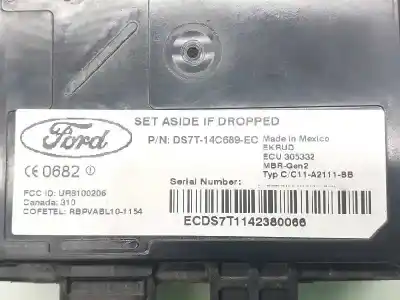 Ford
SET ASIDE IF DROPPED
P/N: DS7T-14C689-EC
Made in Mexico
EKRUD
ECU 305332
MBR-Gen2
Typ C/C11-A2111-BB
CE 0682
FCC ID: UR8100206
Canada: 310
COFETEL: RBPVABL10-1154
Serial Number:
ECDS7T1142380066